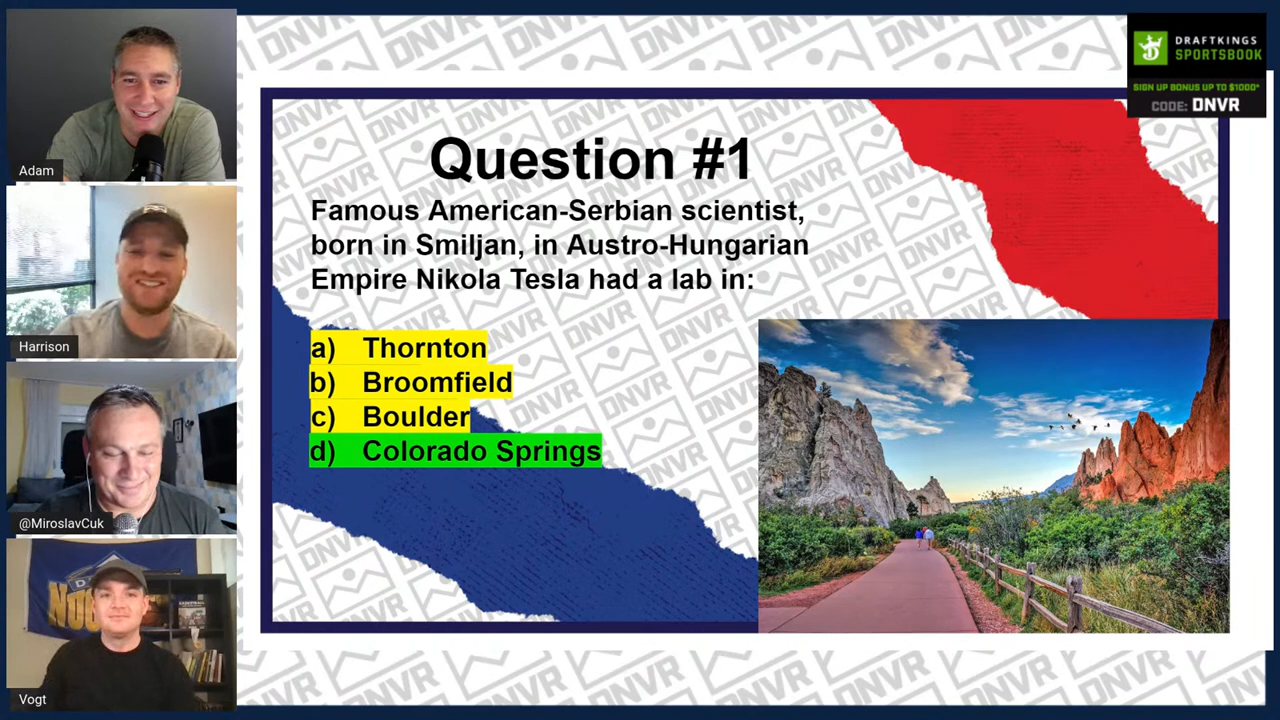 Adam
Harrison
@MiroslavCuk
Vogt
DRAFTKINGS
SPORTSBOOK
SIGN UP BONUS UP TO $1000*
CODE: DNVR
Question #1
Famous American-Serbian scientist,
born in Smiljan, in Austro-Hungarian
Empire Nikola Tesla had a lab in:
a) Thornton
b) Broomfield
c) Boulder
d) Colorado Springs
DNVR